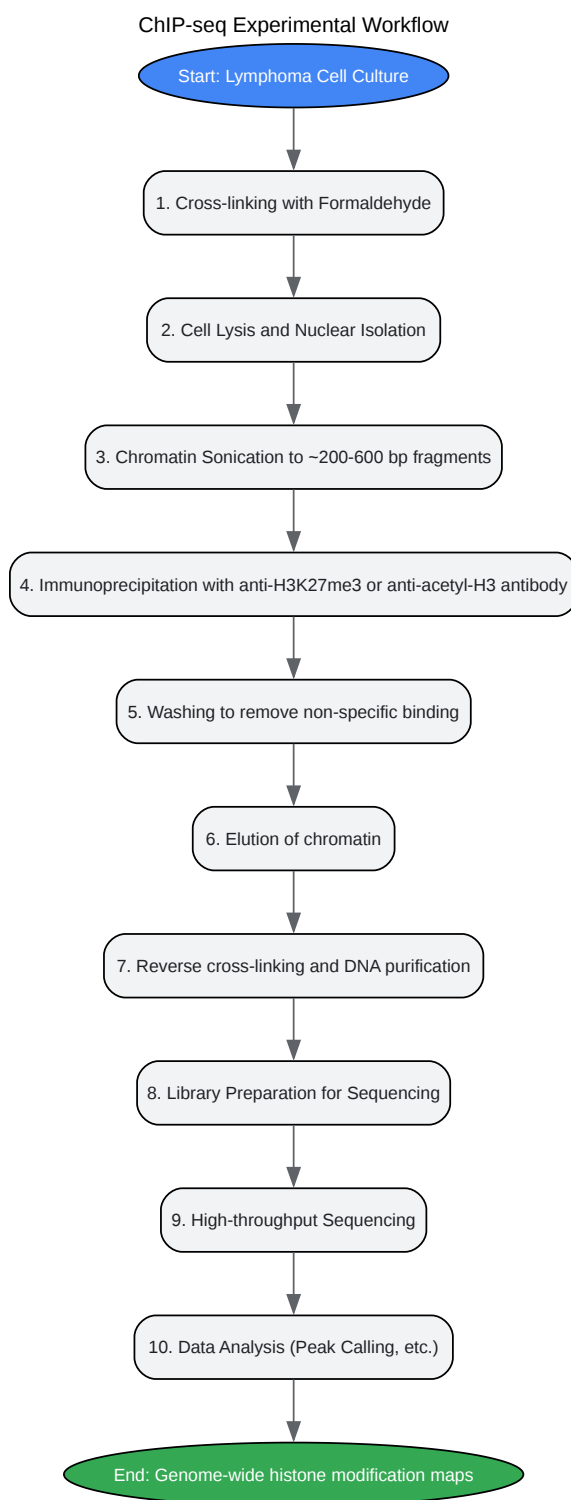 ChIP-seq Experimental Workflow
Start: Lymphoma Cell Culture
1. Cross-linking with Formaldehyde
2. Cell Lysis and Nuclear Isolation
3. Chromatin Sonication to ~200-600 bp fragments
4. Immunoprecipitation with anti-H3K27me3 or anti-acetyl-H3 antibody
5. Washing to remove non-specific binding
6. Elution of chromatin
7. Reverse cross-linking and DNA purification
8. Library Preparation for Sequencing
9. High-throughput Sequencing
10. Data Analysis (Peak Calling, etc.)
End: Genome-wide histone modification maps